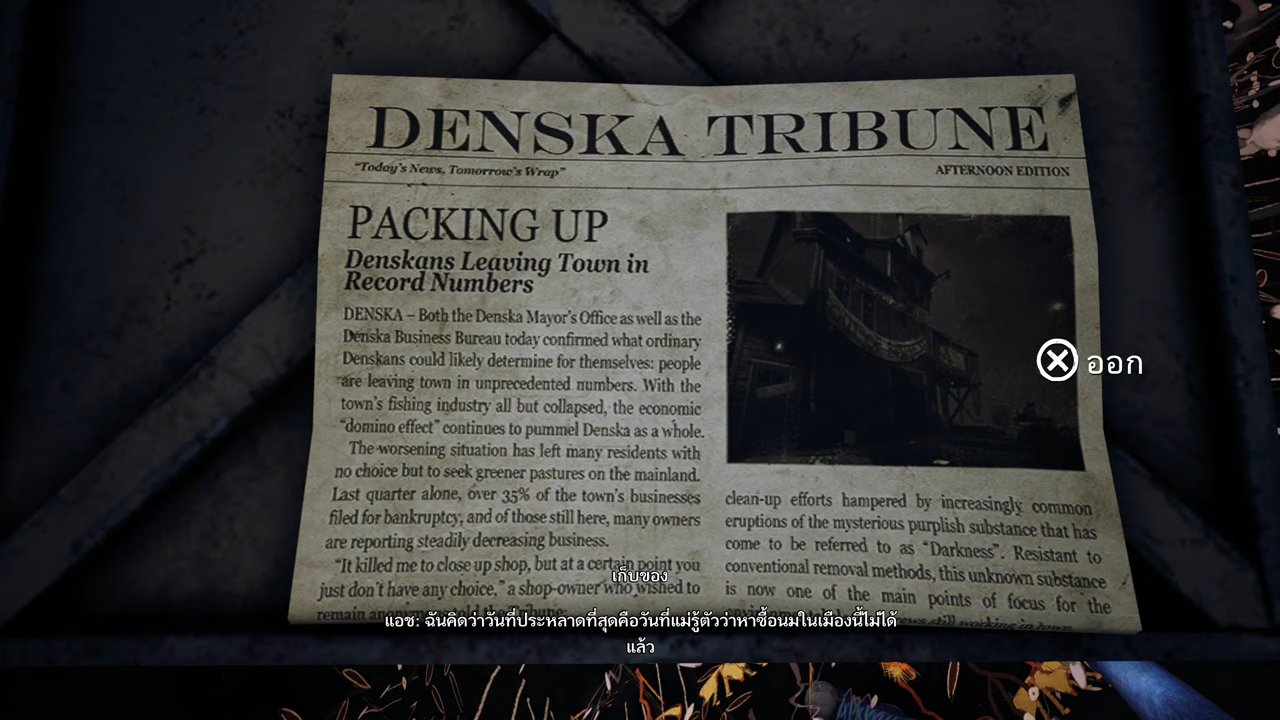 DENSKA TRIBUNE
"Today's News, Tomorrow's Wrap"
AFTERNOON EDITION
PACKING UP
Denskans Leaving Town in
Record Numbers
DENSKA – Both the Denska Mayor's Office as well as the
Denska Business Bureau today confirmed what ordinary
Denskans could likely determine for themselves: people
are leaving town in unprecedented numbers. With the
town's fishing industry all but collapsed, the economic
"domino effect" continues to pummel Denska as a whole.
The worsening situation has left many residents with
no choice but to seek greener pastures on the mainland.
Last quarter alone, over 35% of the town's businesses
filed for bankruptcy, and of those still here, many owners
are reporting steadily decreasing business.
"It killed me to close up shop, but at a certain point you
just don't have any choice," a shop-owner who wished to
remain
clean-up efforts hampered by increasingly common
eruptions of the mysterious purplish substance that has
come to be referred to as "Darkness". Resistant to
conventional removal methods, this unknown substance
is now one of the main points of focus for the
still working in town.
ออก
เก็บของ
แอช: ฉันคิดว่าวันที่ประหลาดที่สุดคือวันที่แม่รู้ตัวว่าหาซื้อนมในเมืองนี้ไม่ได้
แล้ว